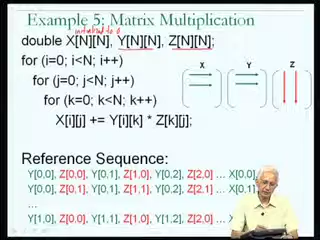 Example 5: Matrix Multiplication
initialized to 0
double X[N][N], Y[N][N], Z[N][N];
for (i=0; i<N; i++)
for (j=0; j<N; j++)
for (k=0; k<N; k++)
X[i][j] += Y[i][k] * Z[k][j];
X Y Z
Reference Sequence:
Y[0,0], Z[0,0], Y[0,1], Z[1,0], Y[0,2], Z[2,0] … X[0,
Y[0,0], Z[0,1], Y[0,1], Z[1,1], Y[0,2], Z[2,1] … X[0,1]
…
Y[1,0], Z[0,0], Y[1,1], Z[1,0], Y[1,2], Z[2,0] … X